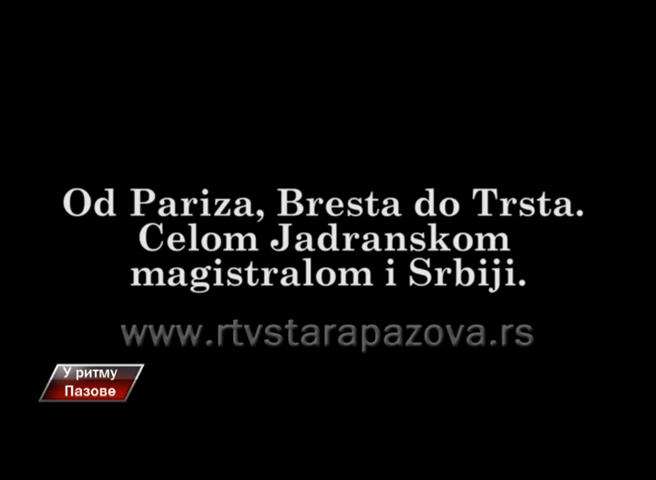 Od Pariza, Bresta do Trsta.
Celom Jadranskom
magistralom i Srbiji.
www.rtvstarapazova.rs
У ритму
Пазове